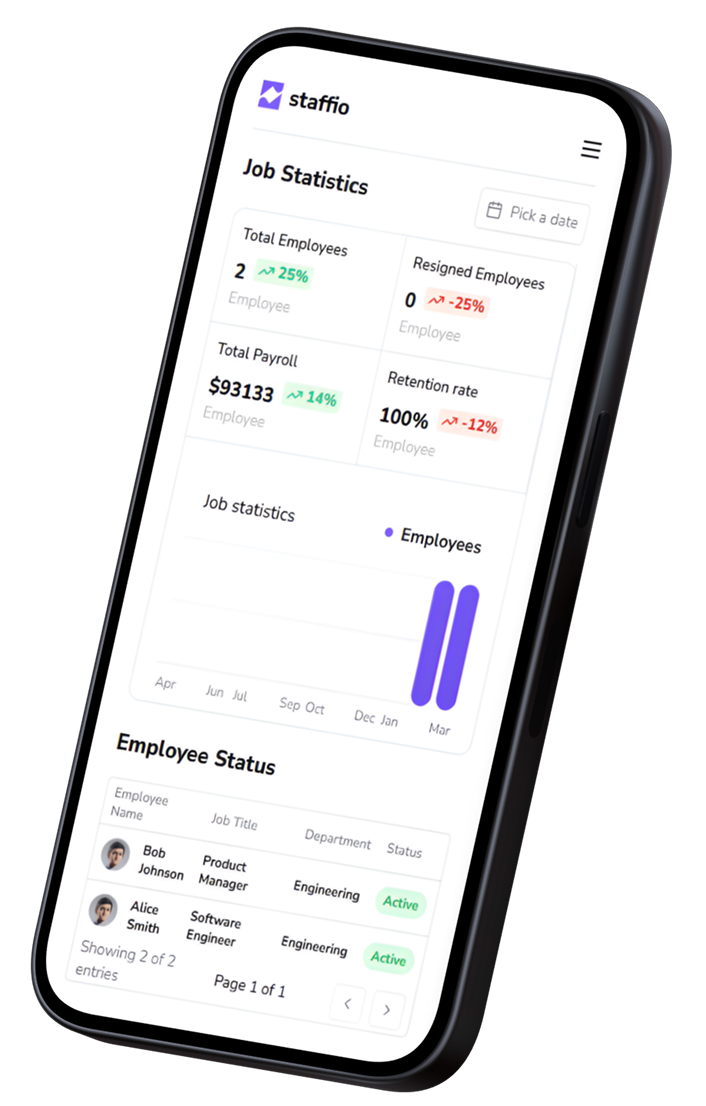 staffio
Job Statistics
Pick a date
Total Employees
2 25%
Employee
Resigned Employees
0 -25%
Employee
Total Payroll
$93133 14%
Employee
Retention rate
100% -12%
Employee
Job statistics
Employees
Apr Jun Jul Sep Oct Dec Jan Mar
Employee Status
Employee
Name
Job Title
Department
Status
Bob
Johnson
Product
Manager
Engineering
Active
Alice
Smith
Software
Engineer
Engineering
Active
Showing 2 of 2
entries
Page 1 of 1